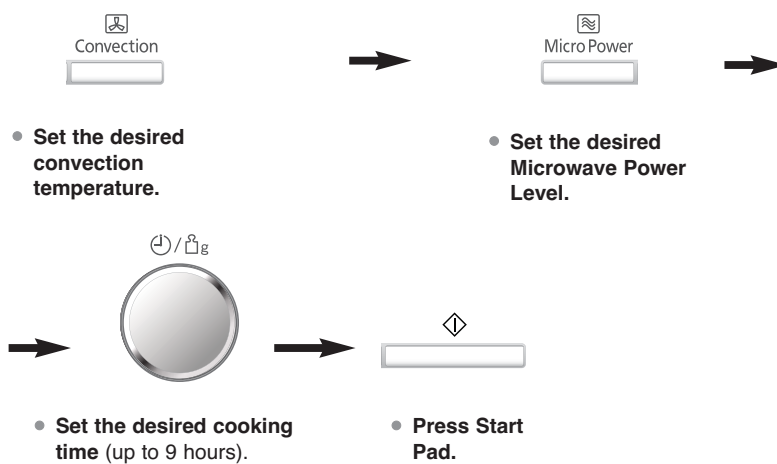 Convection
Micro Power
• Set the desired
convection
temperature.
• Set the desired
Microwave Power
Level.
/ g
• Set the desired cooking
time (up to 9 hours).
• Press Start
Pad.